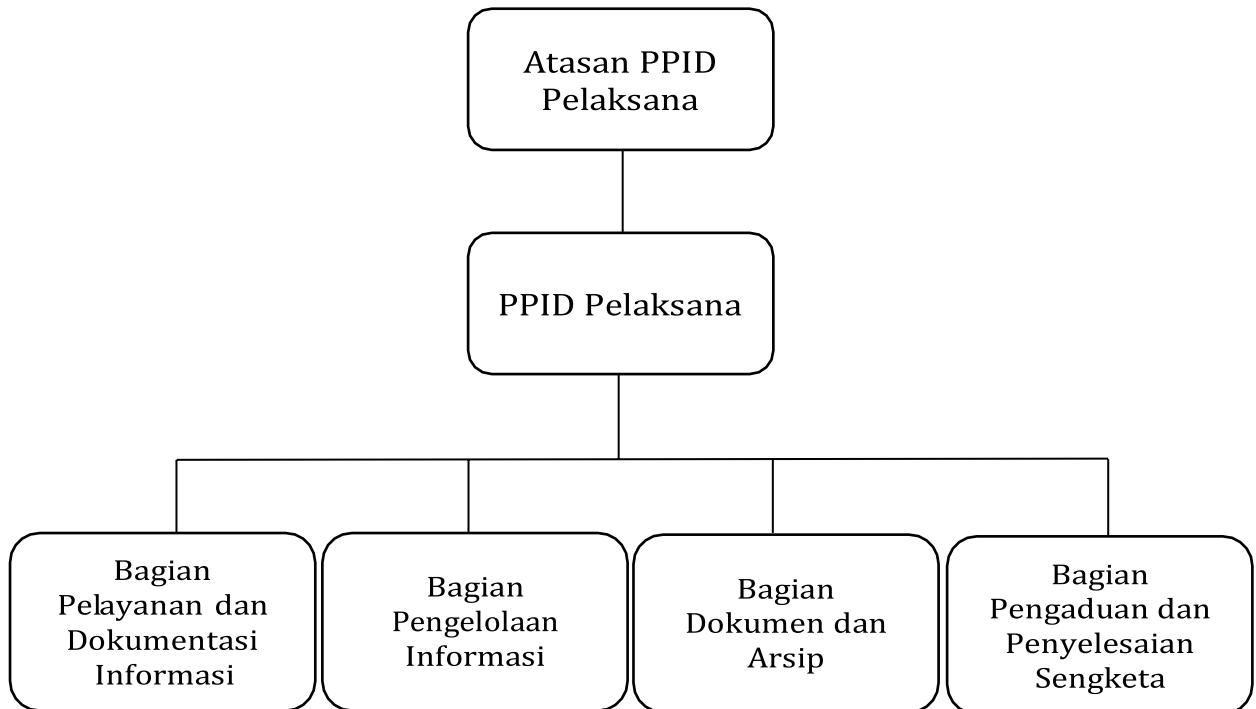 Atasan PPID
Pelaksana
PPID Pelaksana
Bagian
Pelayanan dan
Dokumentasi
Informasi
Bagian
Pengelolaan
Informasi
Bagian
Dokumen dan
Arsip
Bagian
Pengaduan dan
Penyelesaian
Sengketa